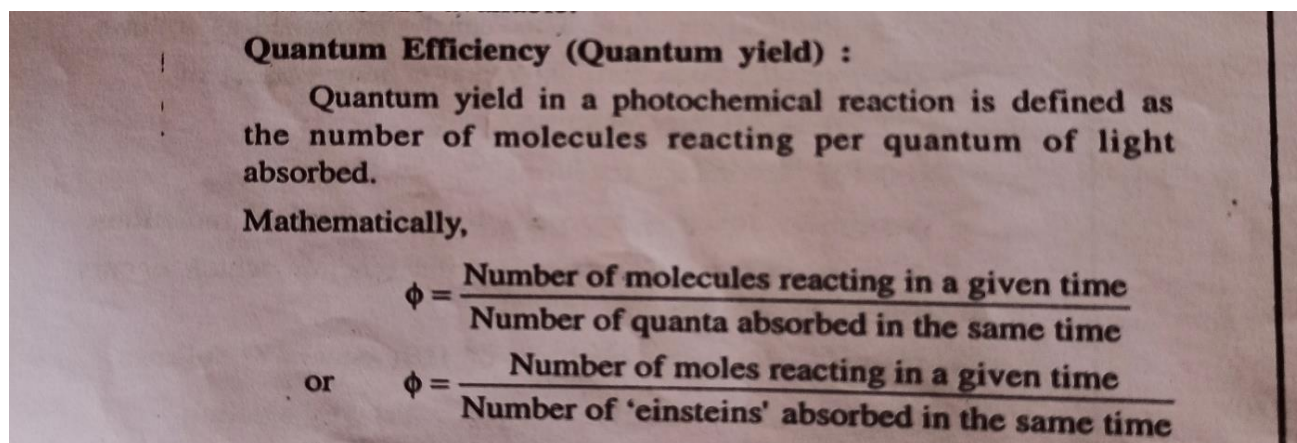 Quantum Efficiency (Quantum yield) :
Quantum yield in a photochemical reaction is defined as
the number of molecules reacting per quantum of light
absorbed.
Mathematically,
ϕ = Number of molecules reacting in a given time
Number of quanta absorbed in the same time
or ϕ = Number of moles reacting in a given time
Number of ‘einsteins’ absorbed in the same time